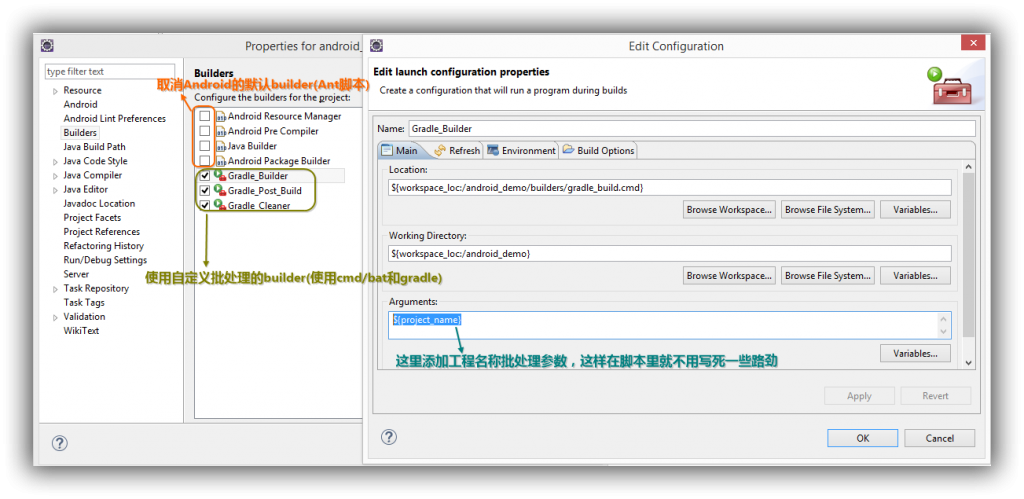 Properties for android_
type filter text
Resource
Android
Android Lint Preferences
Builders
Java Build Path
Java Code Style
Java Compiler
Java Editor
Javadoc Location
Project Facets
Project References
Refactoring History
Run/Debug Settings
Server
Task Repository
Task Tags
Validation
WikiText
Builders
取消Android的默认builder(Ant脚本)
Configure the builders for the project:
Android Resource Manager
Android Pre Compiler
Java Builder
Android Package Builder
Gradle_Builder
Gradle_Post_Build
Gradle_Cleaner
使用自定义批处理的builder(使用cmd/bat和gradle)
Edit Configuration
Edit launch configuration properties
Create a configuration that will run a program during builds
Name: Gradle_Builder
Main Refresh Environment Build Options
Location:
${workspace_loc:/android_demo/builders/gradle_build.cmd}
Browse Workspace... Browse File System... Variables...
Working Directory:
${workspace_loc:/android_demo}
Browse Workspace... Browse File System... Variables...
Arguments:
${project_name}
Variables...
这里添加工程名称批处理参数，这样在脚本里就不用写死一些路劲
Apply Revert
OK Cancel